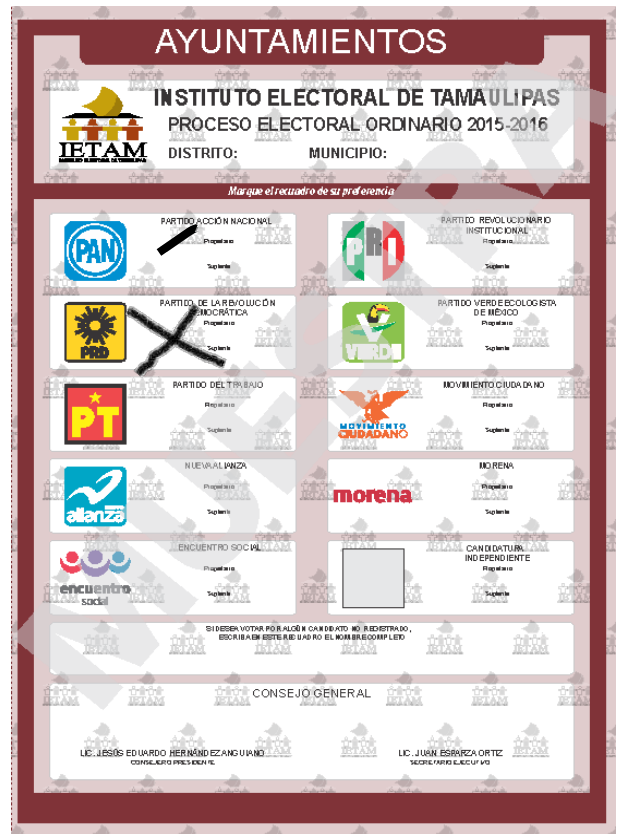 AYUNTAMIENTOS
INSTITUTO ELECTORAL DE TAMAULIPAS
PROCESO ELECTORAL ORDINARIO 2015-2016
DISTRITO: MUNICIPIO:
IETAM
Marque el recuadro de su preferencia
PAN
PARTIDO ACCIÓN NACIONAL
Propietario
Suplente
PRI
PARTIDO REVOLUCIONARIO
INSTITUCIONAL
Propietario
Suplente
PRD
PARTIDO DE LA REVOLUCIÓN
DEMOCRÁTICA
Propietario
Suplente
VERDE
PARTIDO VERDE ECOLOGISTA
DE MÉXICO
Propietario
Suplente
PT
PARTIDO DEL TRABAJO
Propietario
Suplente
MOVIMIENTO
CIUDADANO
MOVIMIENTO CIUDADANO
Propietario
Suplente
alianza
NUEVA ALIANZA
Propietario
Suplente
morena
MORENA
Propietario
Suplente
encuentro
social
ENCUENTRO SOCIAL
Propietario
Suplente
CANDIDATURA
INDEPENDIENTE
Propietario
Suplente
SI DESEA VOTAR POR ALGÚN CANDIDATO NO REGISTRADO,
ESCRIBA EN ESTE RECUADRO EL NOMBRE COMPLETO
CONSEJO GENERAL
LIC. JESÚS EDUARDO HERNÁNDEZ ANGUIANO
CONSEJERO PRESIDENTE
LIC. JUAN ESPARZA ORTIZ
SECRETARIO EJECUTIVO
MUESTRA